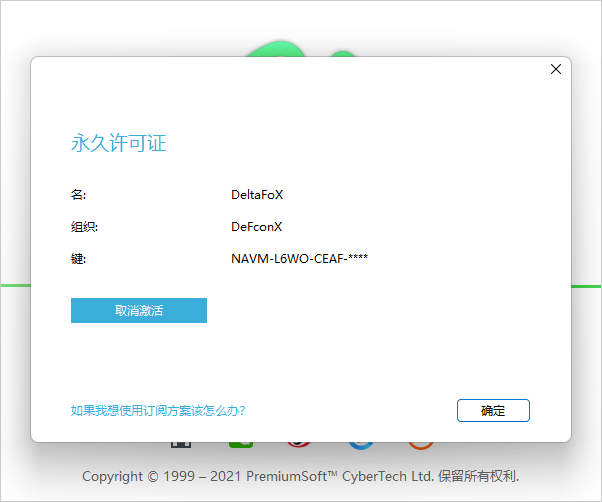 永久许可证
名: DeltaFoX
组织: DeFconX
键: NAVM-L6WO-CEAF-****
取消激活
如果我想使用订阅方案该怎么办?
确定
Copyright © 1999 – 2021 PremiumSoft™ CyberTech Ltd. 保留所有权利.